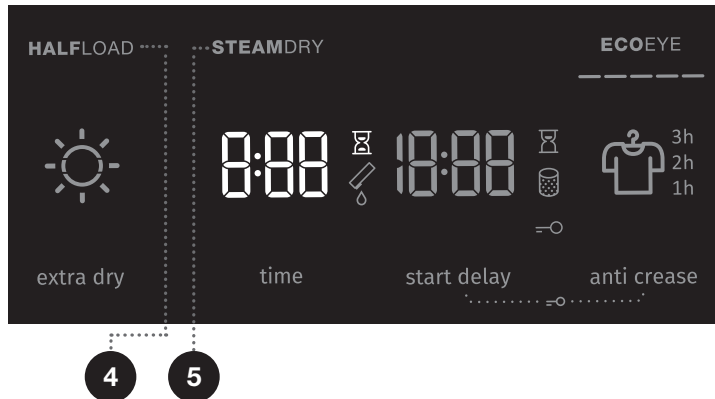 HALFLOAD
STEAMDRY
ECOEYE
8:88
18:88
3h
2h
1h
extra dry
time
start delay
anti crease
4
5